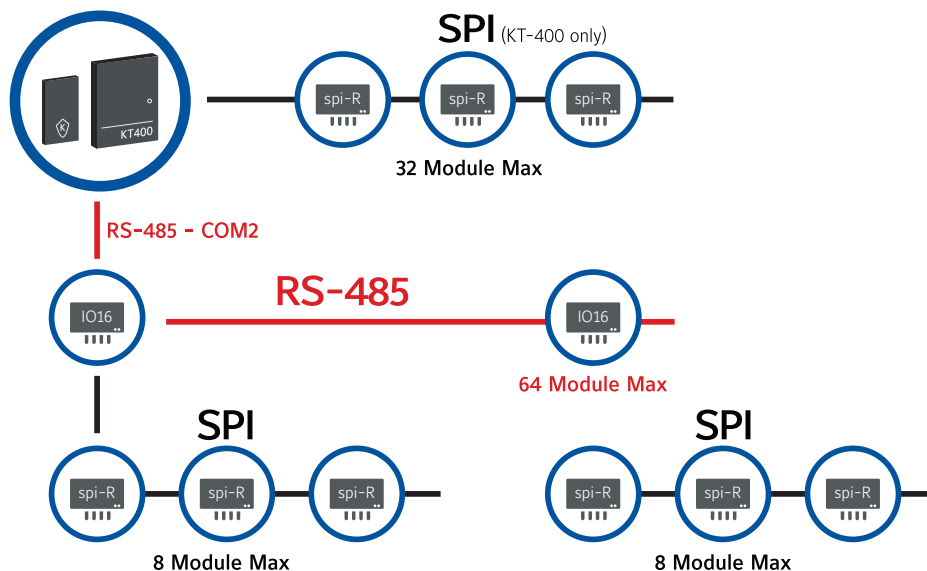 SPI (KT-400 only)
K
KT400
spi-R
spi-R
spi-R
32 Module Max
RS-485 - COM2
RS-485
IO16
IO16
64 Module Max
SPI
SPI
spi-R
spi-R
spi-R
spi-R
spi-R
spi-R
8 Module Max
8 Module Max